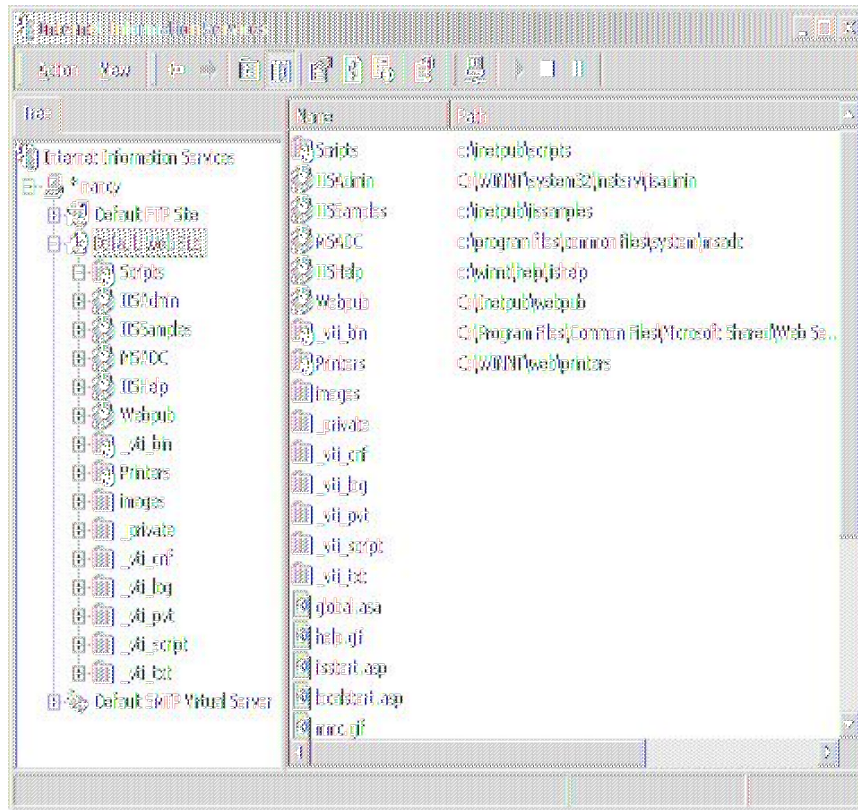 Internet Information Services
Action View
Tree
Name Path
Internet Information Services
* nancy
Default FTP Site
Default Web Site
Scripts
IISAdmin
IISSamples
MSADC
IISHelp
Webpub
_vti_bin
Printers
images
_private
_vti_cnf
_vti_log
_vti_pvt
_vti_script
_vti_txt
Default SMTP Virtual Server
Scripts c:\inetpub\scripts
IISAdmin C:\WINNT\system32\inetsrv\iisadmin
IISSamples c:\inetpub\iissamples
MSADC c:\program files\common files\system\msadc
IISHelp c:\winnt\help\iishelp
Webpub C:\Inetpub\webpub
_vti_bin C:\Program Files\Common Files\Microsoft Shared\Web Se...
Printers C:\WINNT\web\printers
images
_private
_vti_cnf
_vti_log
_vti_pvt
_vti_script
_vti_txt
global.asa
help.gif
iisstart.asp
localstart.asp
mmc.gif